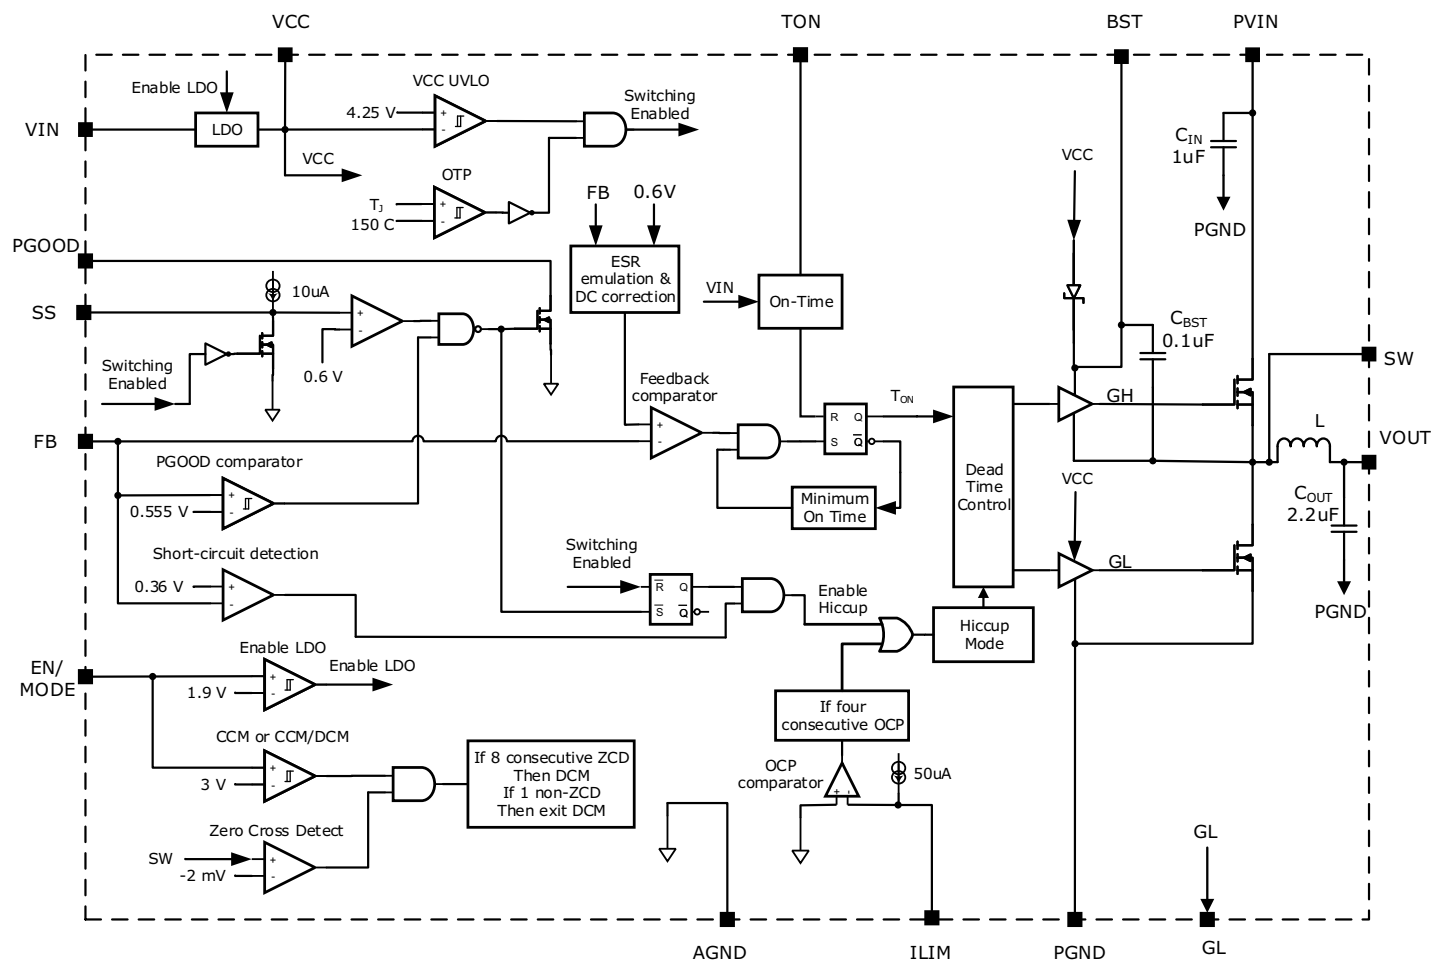 VCC
TON
BST
PVIN
Enable LDO
VCC UVLO
4.25 V
+
-
Switching
Enabled
VIN
LDO
VCC
OTP
TJ
150 C
+
-
FB
0.6V
CIN
1uF
PGND
VCC
PGOOD
ESR
emulation &
DC correction
VIN
On-Time
10uA
SS
+
-
0.6 V
Switching
Enabled
CBST
0.1uF
SW
Feedback
comparator
+
-
R
Q
S
Q
TON
GH
L
FB
VOUT
PGOOD comparator
+
-
0.555 V
Minimum
On Time
Dead
Time
Control
VCC
COUT
2.2uF
PGND
Short-circuit detection
0.36 V
+
-
Switching
Enabled
R
Q
S
Q
GL
Enable
Hiccup
Hiccup
Mode
EN/
MODE
Enable LDO
+
-
1.9 V
Enable LDO
If four
consecutive OCP
CCM or CCM/DCM
+
-
3 V
If 8 consecutive ZCD
Then DCM
If 1 non-ZCD
Then exit DCM
OCP
comparator
+
-
50uA
Zero Cross Detect
SW
-2 mV
+
-
GL
AGND
ILIM
PGND
GL